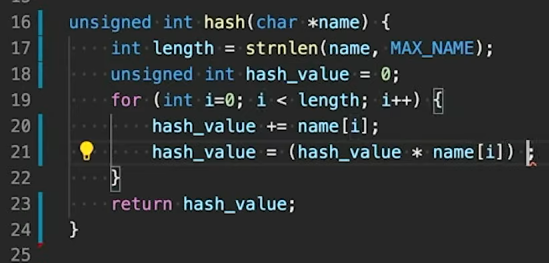 16 unsigned int hash(char *name) {
17     int length = strnlen(name, MAX_NAME);
18     unsigned int hash_value = 0;
19     for (int i=0; i < length; i++) {
20         hash_value += name[i];
21         hash_value = (hash_value * name[i]) ;
22     }
23     return hash_value;
24 }
25